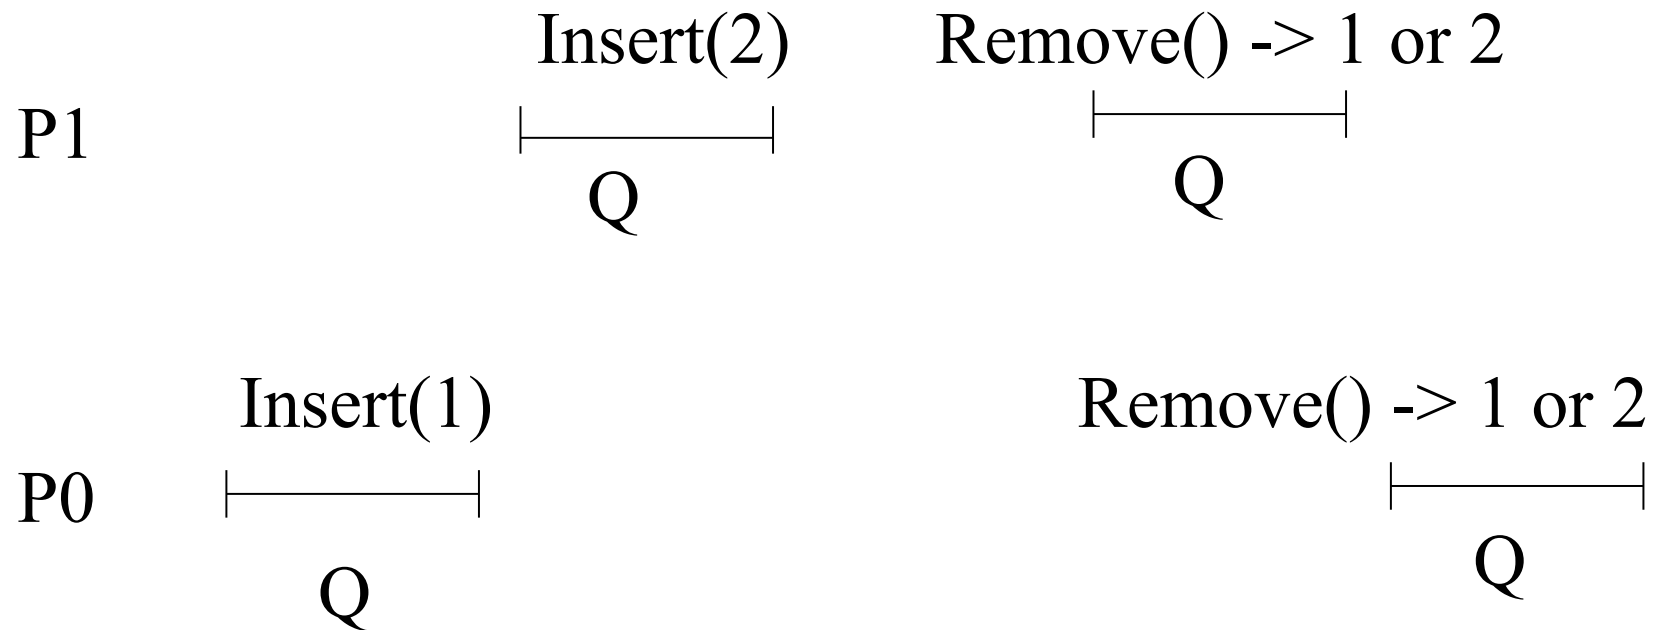 Insert(2) Remove() -> 1 or 2
P1
Q Q
Insert(1) Remove() -> 1 or 2
P0
Q Q